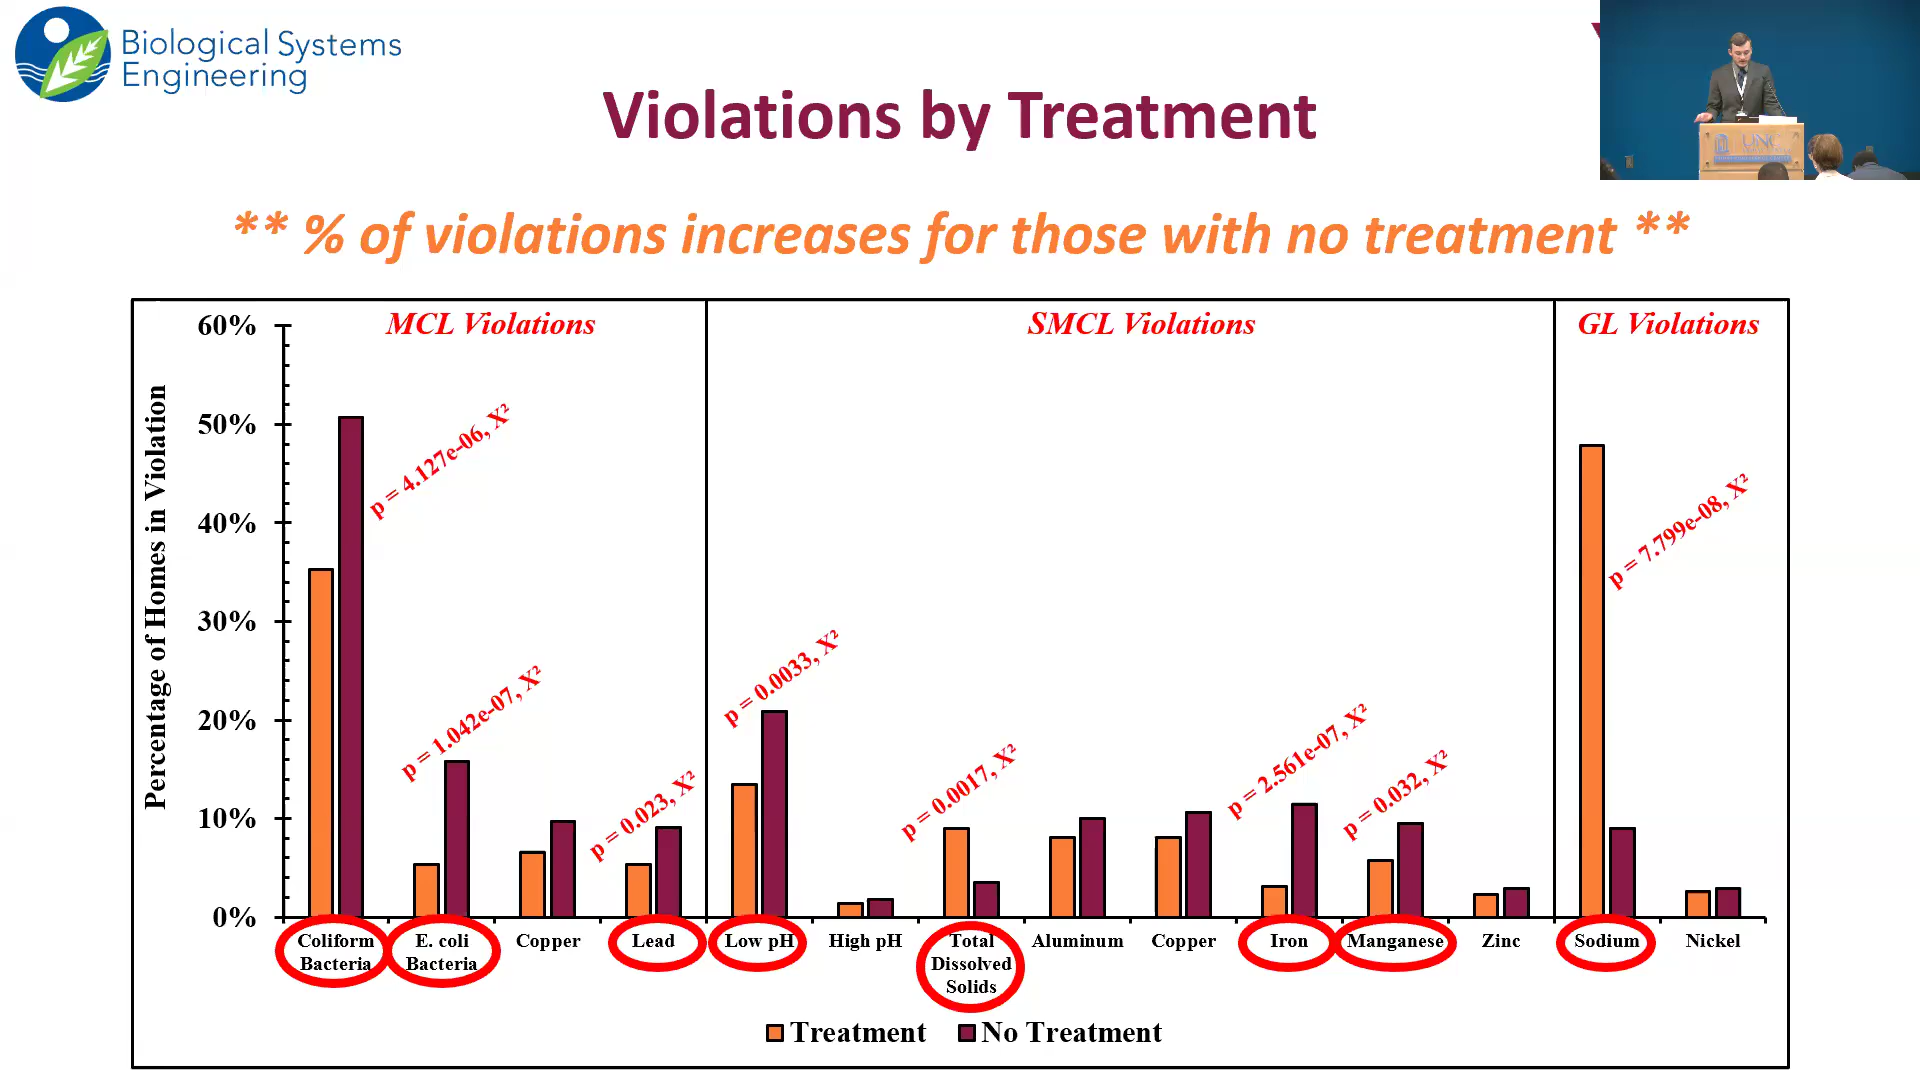 Biological Systems
Engineering
Violations by Treatment
** % of violations increases for those with no treatment **
UNC
MCL Violations
SMCL Violations
GL Violations
Percentage of Homes in Violation
60%
50%
40%
30%
20%
10%
0%
p = 4.127e-06, X²
p = 1.042e-07, X²
p = 0.023, X²
p = 0.0033, X²
p = 0.0017, X²
p = 2.561e-07, X²
p = 0.032, X²
p = 7.799e-08, X²
Coliform
Bacteria
E. coli
Bacteria
Copper
Lead
Low pH
High pH
Total
Dissolved
Solids
Aluminum
Copper
Iron
Manganese
Zinc
Sodium
Nickel
Treatment
No Treatment